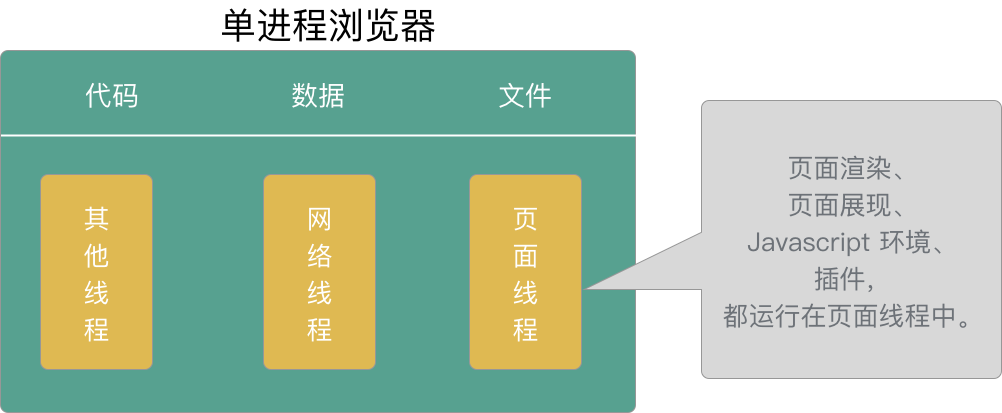 单进程浏览器
代码
数据
文件
其他线程
网络线程
页面线程
页面渲染、
页面展现、
Javascript 环境、
插件，
都运行在页面线程中。